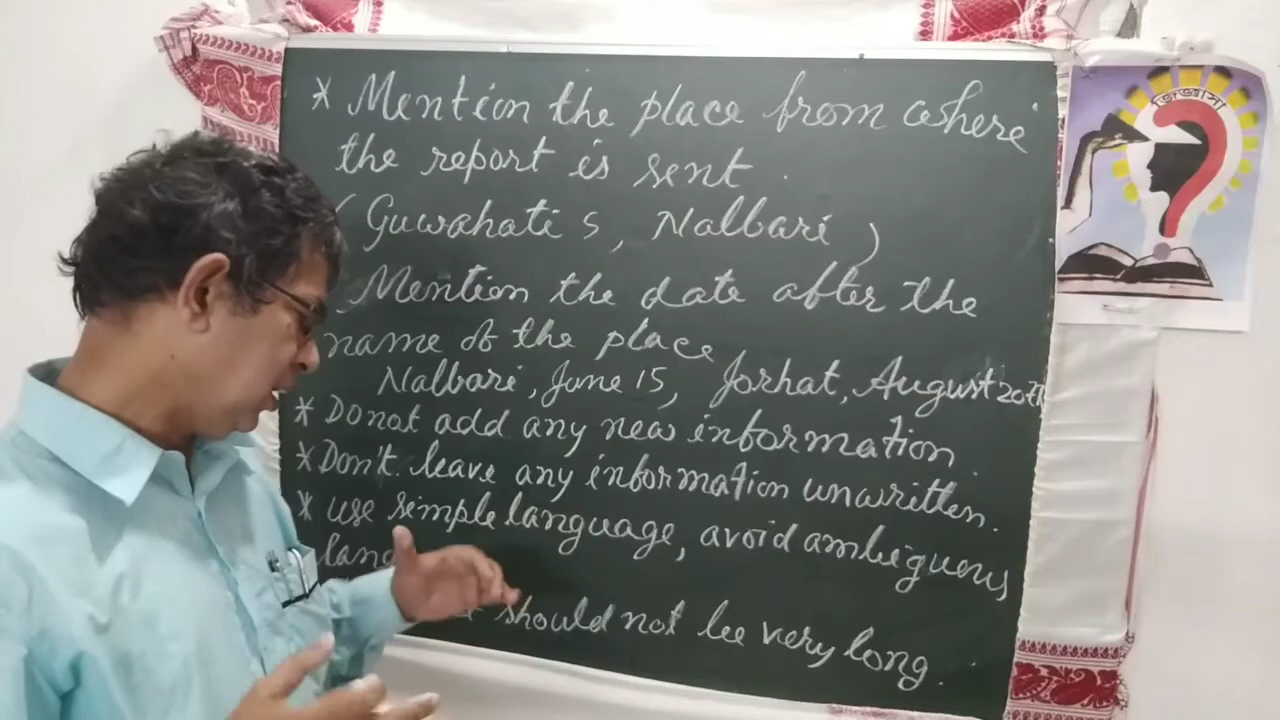 * Mention the place from where
the report is sent.
(Guwahati 5, Nalbari)
Mention the date after the
name of the place
Nalbari, June 15, Jorhat, August 20th
* Do not add any new information.
* Don't leave any information unwritten.
* use simple language, avoid ambiguous
lang
should not be very long.
জিজ্ঞাসা